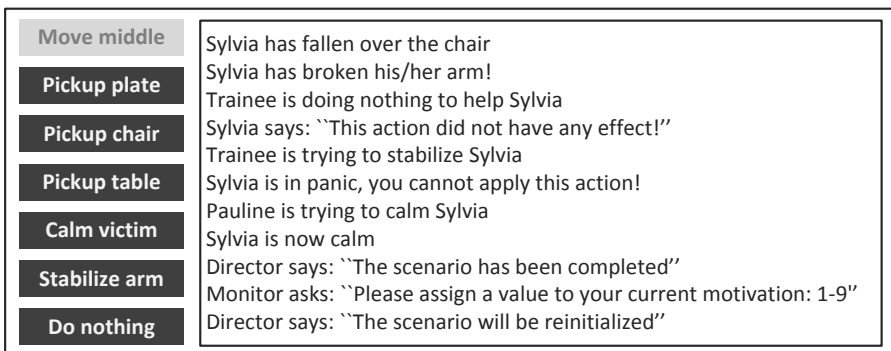 Move middle
Pickup plate
Pickup chair
Pickup table
Calm victim
Stabilize arm
Do nothing
Sylvia has fallen over the chair
Sylvia has broken his/her arm!
Trainee is doing nothing to help Sylvia
Sylvia says: ``This action did not have any effect!’’
Trainee is trying to stabilize Sylvia
Sylvia is in panic, you cannot apply this action!
Pauline is trying to calm Sylvia
Sylvia is now calm
Director says: ``The scenario has been completed’’
Monitor asks: ``Please assign a value to your current motivation: 1-9''
Director says: ``The scenario will be reinitialized’’